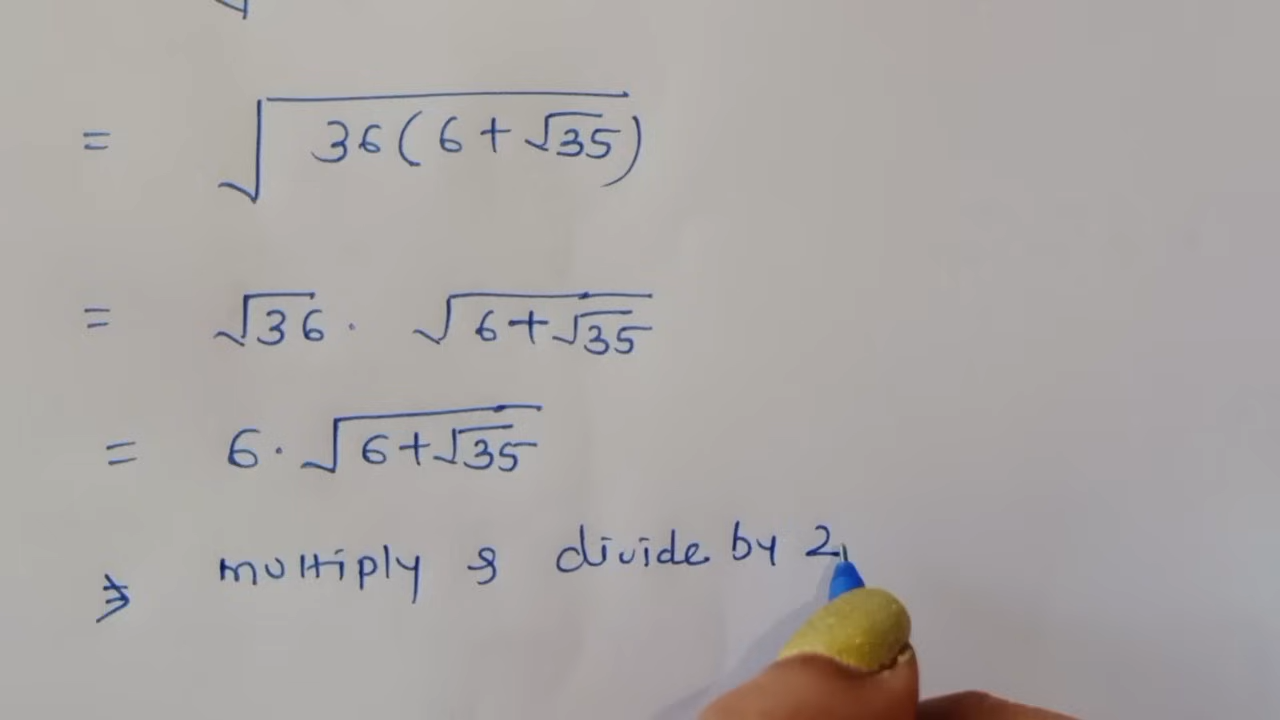 = √36(6+√35)
= √36 · √6+√35
= 6 · √6+√35
⇒ multiply & divide by 2